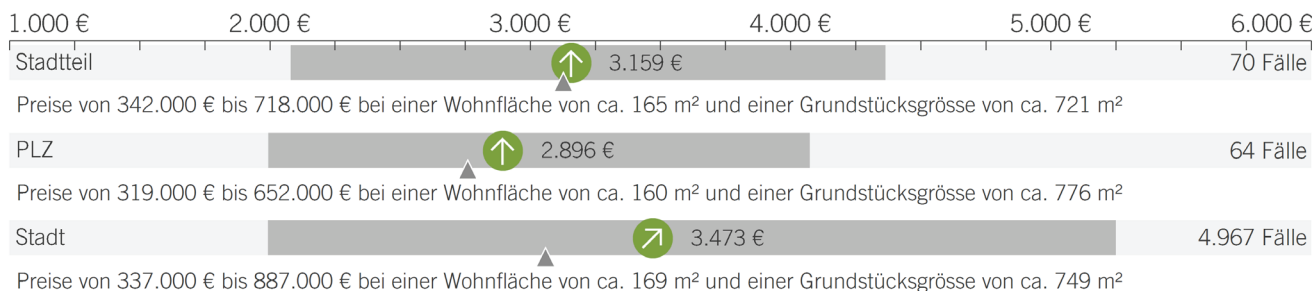 1.000 € 2.000 € 3.000 € 4.000 € 5.000 € 6.000 €
Stadtteil 3.159 € 70 Fälle
Preise von 342.000 € bis 718.000 € bei einer Wohnfläche von ca. 165 m² und einer Grundstücksgrösse von ca. 721 m²
PLZ 2.896 € 64 Fälle
Preise von 319.000 € bis 652.000 € bei einer Wohnfläche von ca. 160 m² und einer Grundstücksgrösse von ca. 776 m²
Stadt 3.473 € 4.967 Fälle
Preise von 337.000 € bis 887.000 € bei einer Wohnfläche von ca. 169 m² und einer Grundstücksgrösse von ca. 749 m²